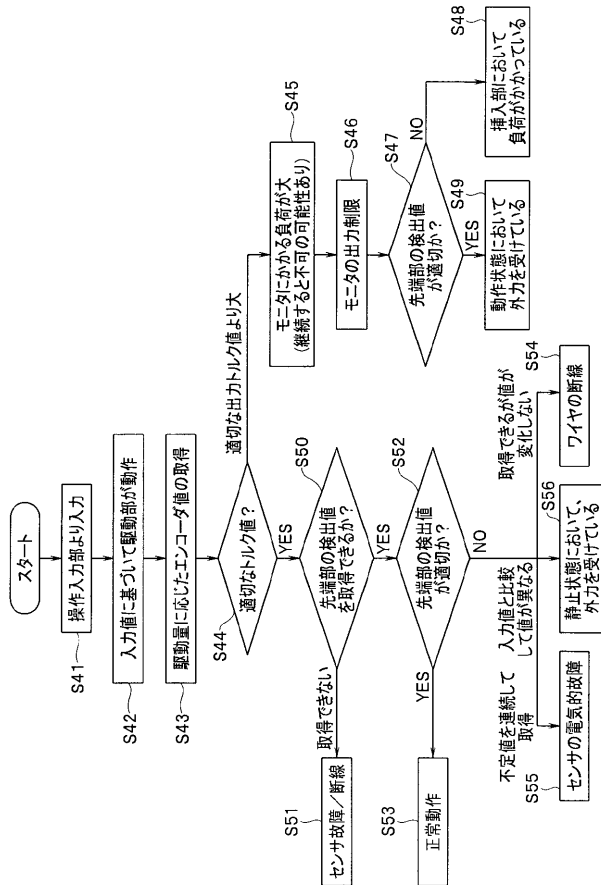 スタート
S41
操作入力部より入力
S42
入力値に基づいて駆動部が動作
S43
駆動量に応じたエンコーダ値の取得
S44
適切なトルク値？
適切な出力トルク値より大
YES
S45
モニタにかかる負荷が大
(継続すると不可の可能性あり)
S46
モニタの出力制限
S47
先端部の検出値
が適切か？
NO
S48
挿入部において
負荷がかかっている
YES
S49
動作状態において
外力を受けている
S50
先端部の検出値
を取得できるか？
取得できない
S51
センサ故障／断線
YES
S52
先端部の検出値
が適切か？
YES
S53
正常動作
NO
取得できるが値が
変化しない
S54
ワイヤの断線
不定値を連続して
取得
S55
センサの電気的故障
入力値と比較
して値が異なる
S56
静止状態において、
外力を受けている